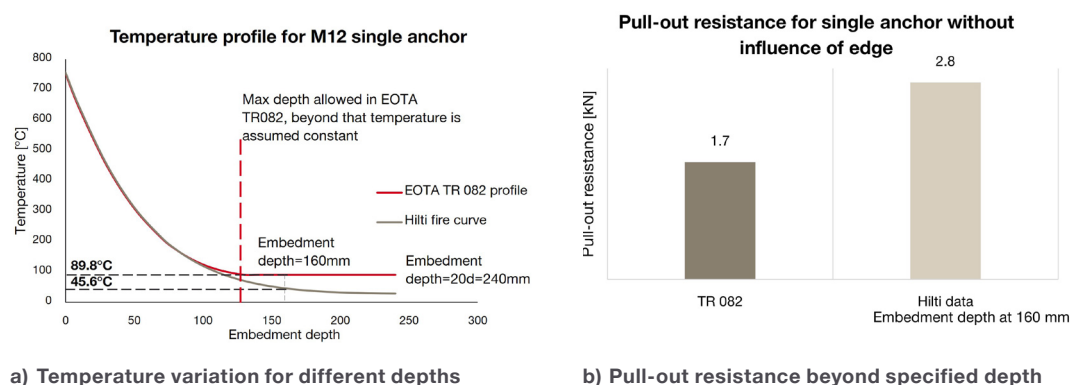 Temperature profile for M12 single anchor
800
700
600
500
400
300
200
100
0
Temperature [°C]
Max depth allowed in EOTA
TR082, beyond that temperature is
assumed constant
EOTA TR 082 profile
Hilti fire curve
Embedment
depth=160mm
Embedment
depth=20d=240mm
89.8°C
45.6°C
0 50 100 150 200 250 300
Embedment depth
a) Temperature variation for different depths
Pull-out resistance for single anchor without
influence of edge
Pull-out resistance [kN]
1.7
2.8
TR 082
Hilti data
Embedment depth at 160 mm
b) Pull-out resistance beyond specified depth